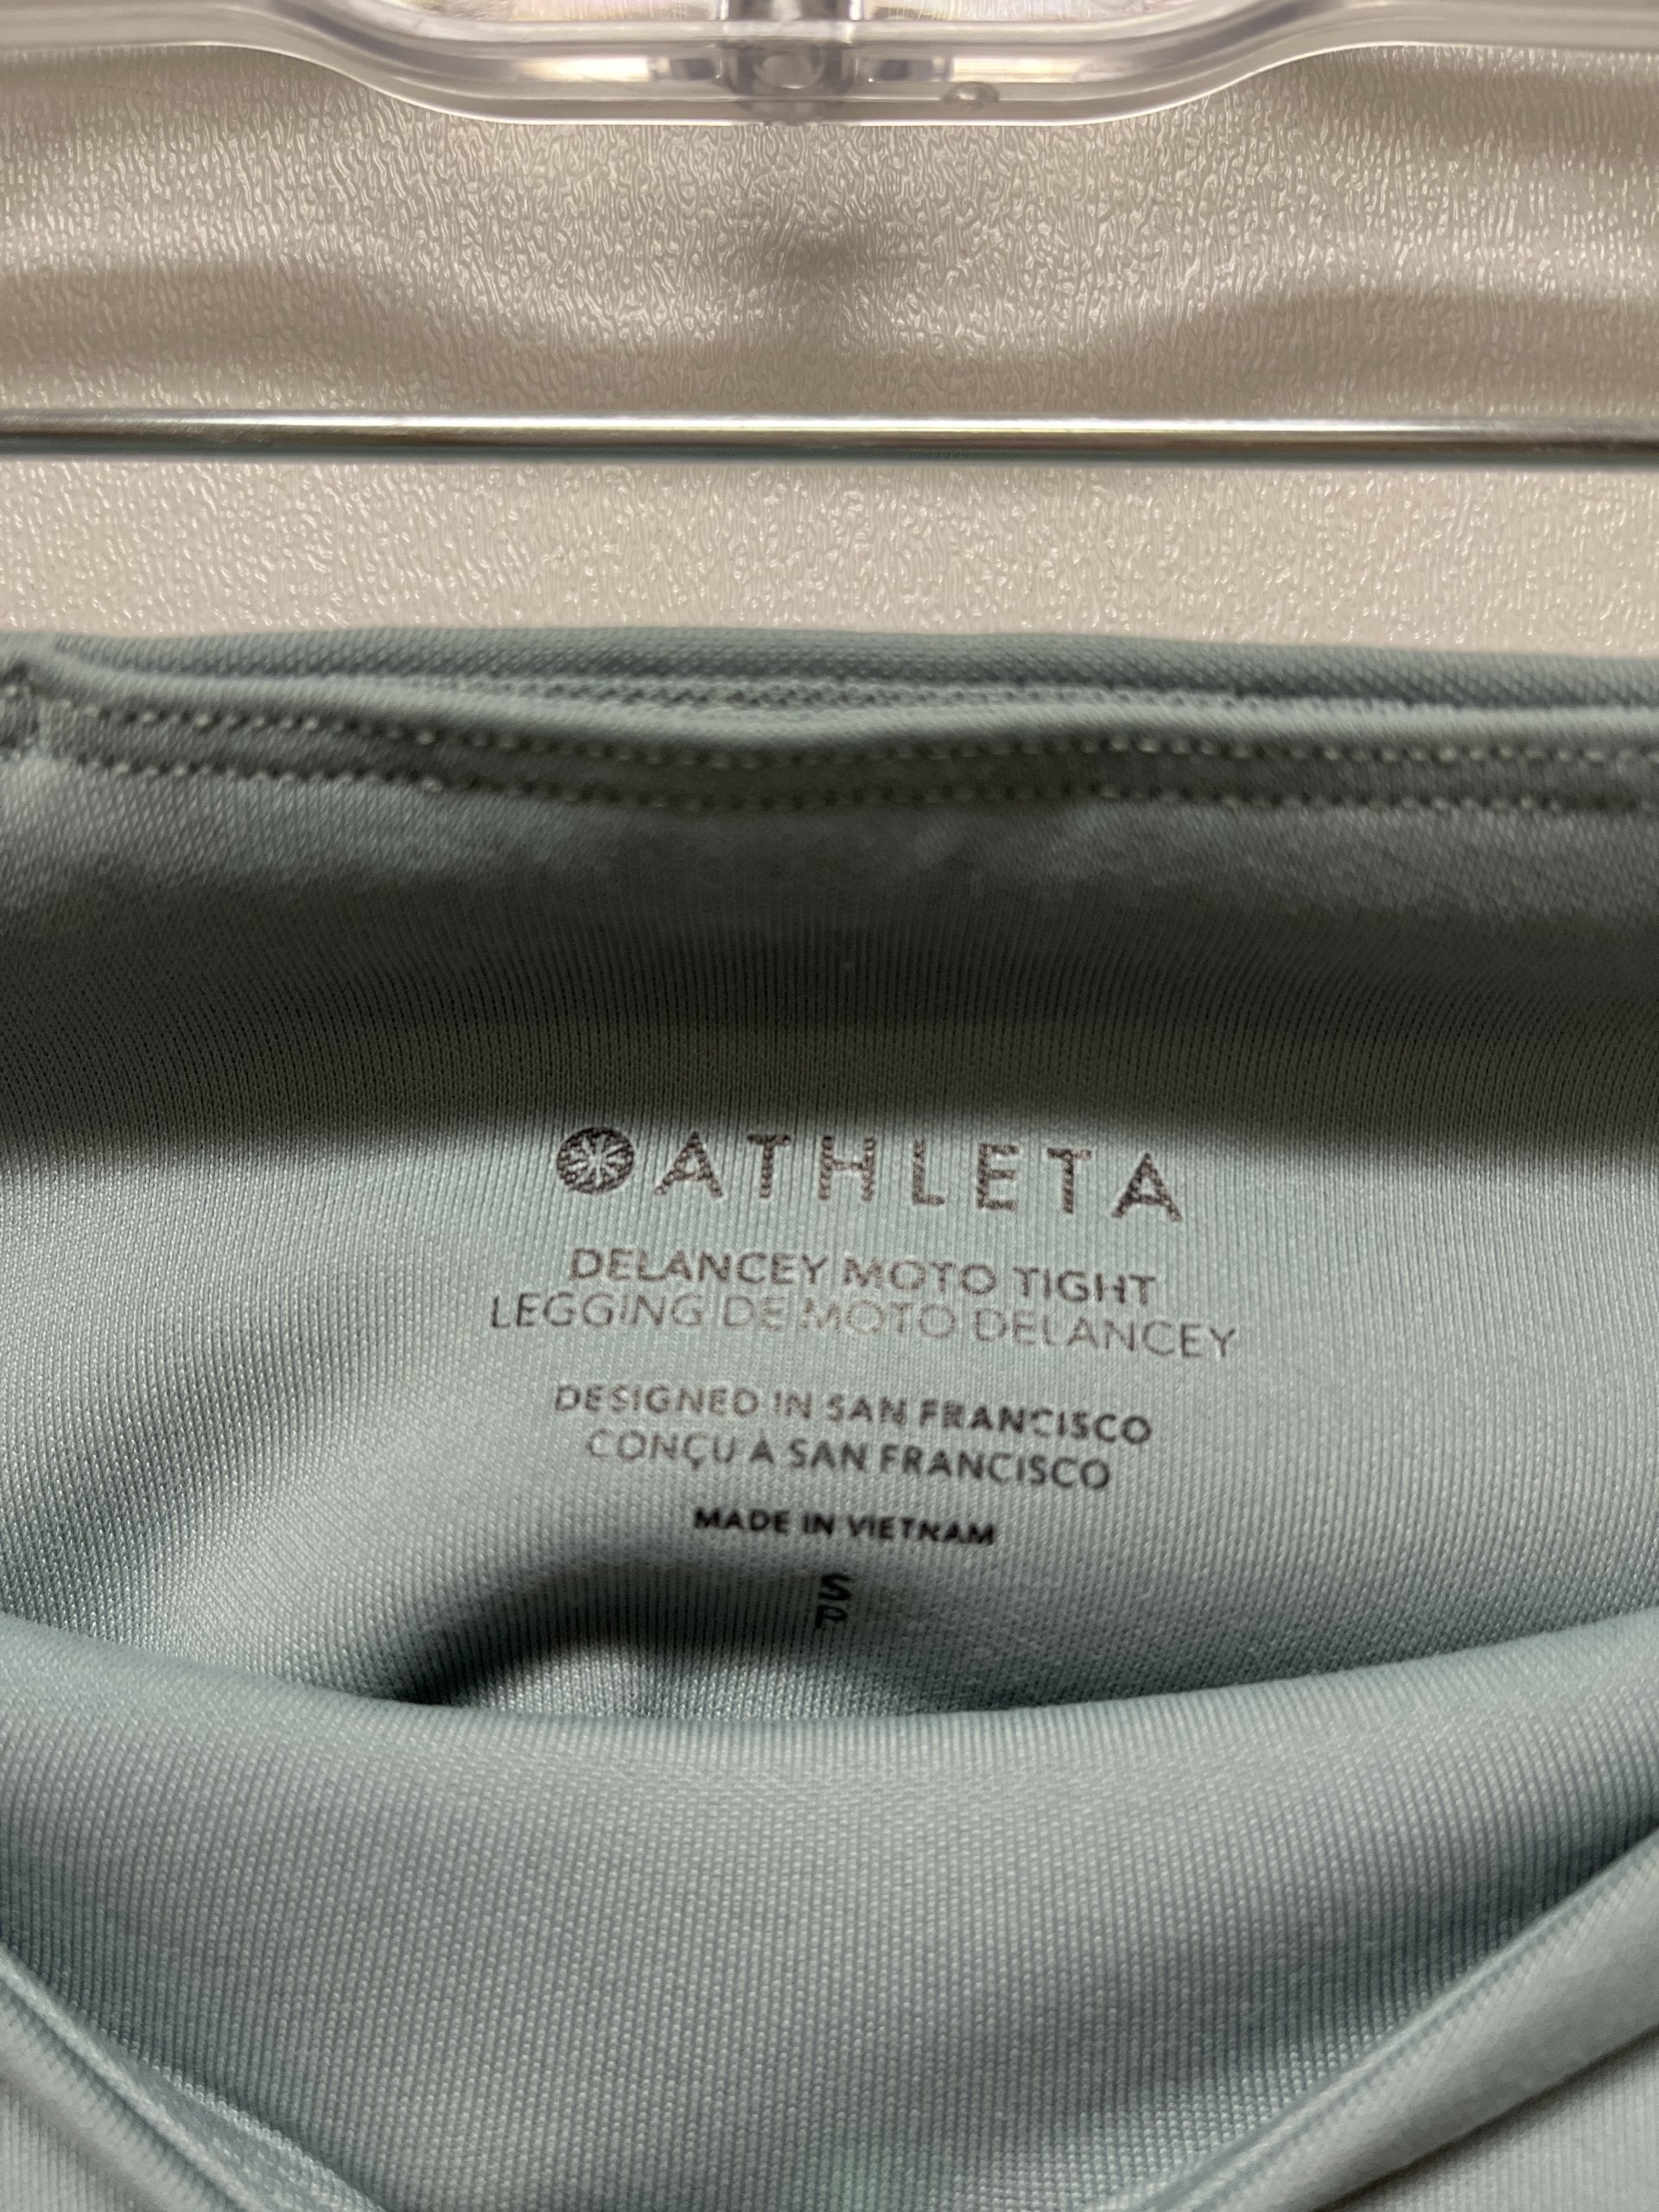 ATHLETA
DELANCEY MOTO TIGHT
LEGGING DE MOTO DELANCEY
DESIGNED IN SAN FRANCISCO
CONÇU À SAN FRANCISCO
MADE IN VIETNAM
SP